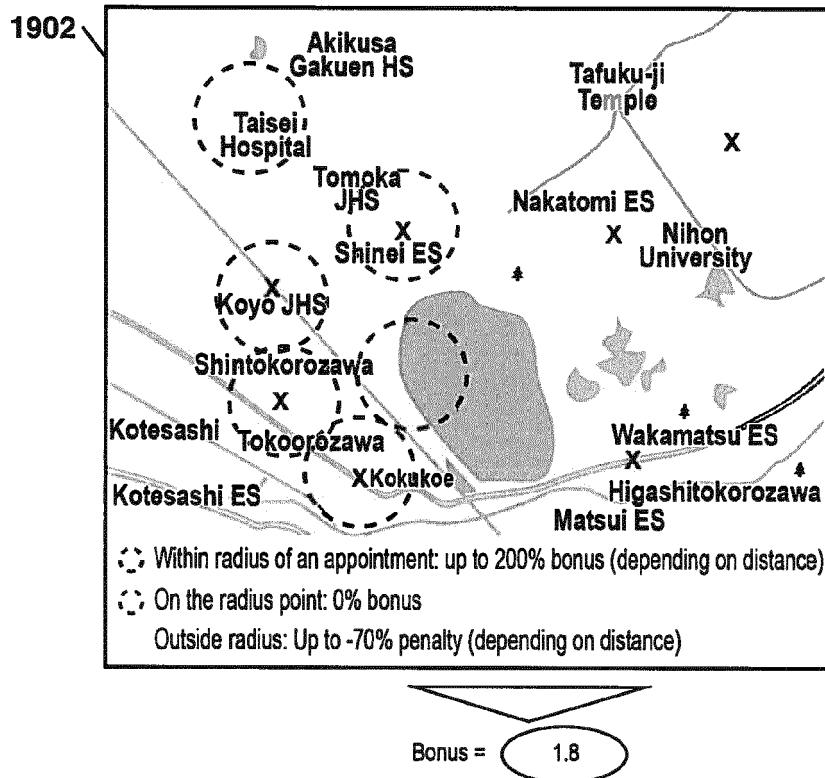 1902
Akikusa
Gakuen HS
Tafuku-ji
Temple
Taisei
Hospital
X
Tomoka
JHS
Nakatomi ES
X
X
Nihon
University
Shinei ES
X
Koyo JHS
Shintokorozawa
X
Kotesashi
Tokoorozawa
Wakamatsu ES
X
X Kokukoe
Kotesashi ES
Higashitokorozawa
Matsui ES
Within radius of an appointment: up to 200% bonus (depending on distance)
On the radius point: 0% bonus
Outside radius: Up to -70% penalty (depending on distance)
Bonus = 1.8